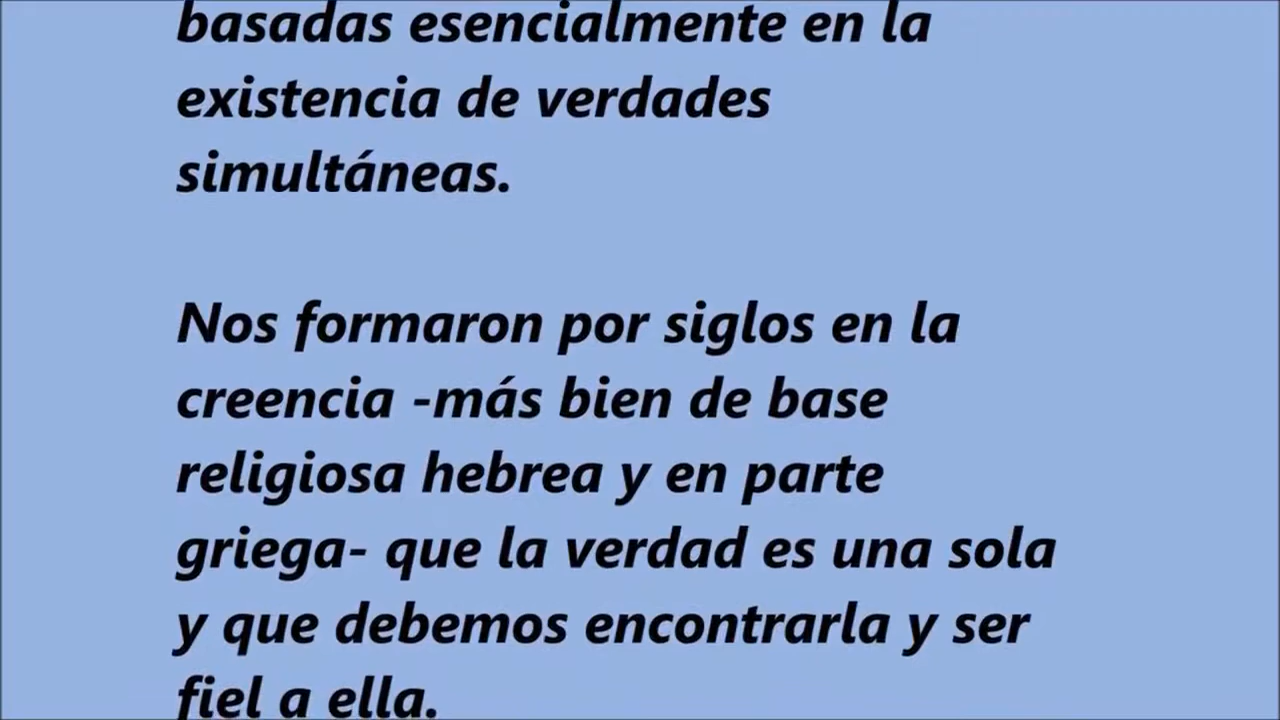 basadas esencialmente en la
existencia de verdades
simultáneas.
Nos formaron por siglos en la
creencia -más bien de base
religiosa hebrea y en parte
griega- que la verdad es una sola
y que debemos encontrarla y ser
fiel a ella.